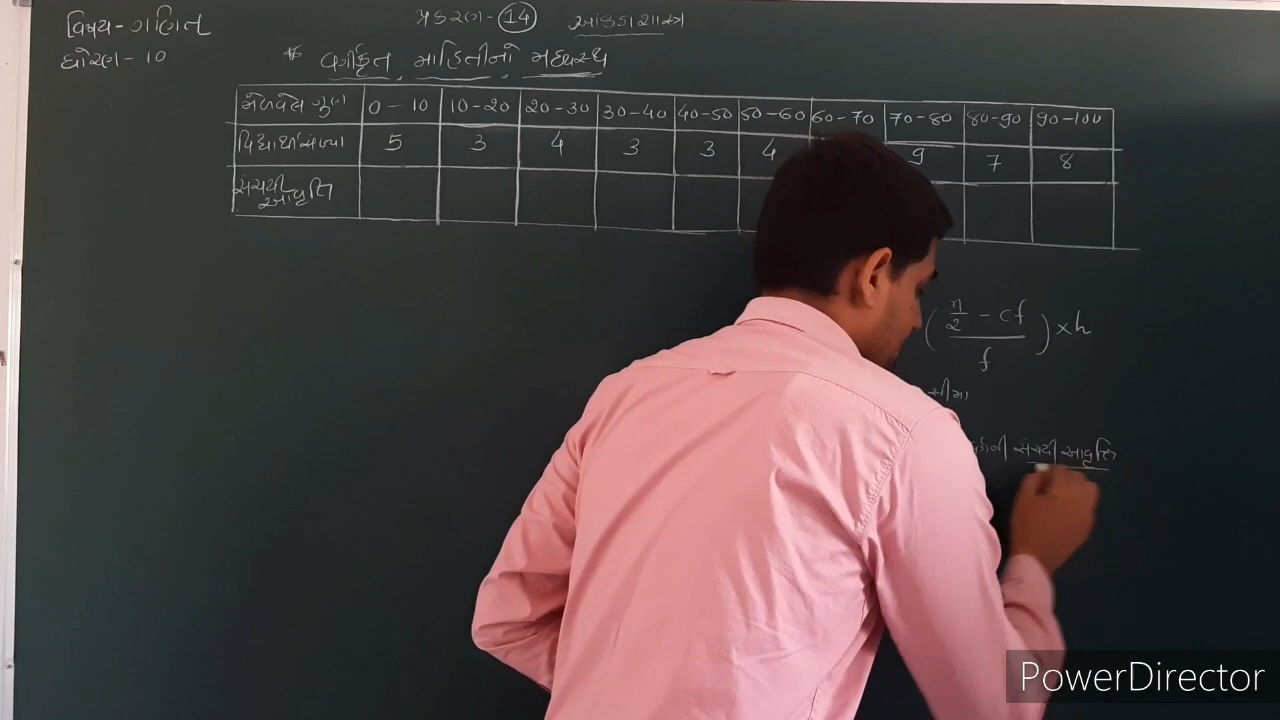 વિષય - ગણિત
ધોરણ - 10
પ્રકરણ - 14 આંકડાશાસ્ત્ર
* વર્ગીકૃત માહિતીનો મધ્યસ્થ
મેળવેલ ગુણ 0 - 10 10 - 20 20 - 30 30 - 40 40 - 50 50 - 60 60 - 70 70 - 80 80 - 90 90 - 100
વિદ્યાર્થીસંખ્યા 5 3 4 3 3 4 9 7 8
સંચયી આવૃત્તિ
( (n/2 - cf) / f ) × h
સીમા
સંચયી આવૃત્તિ
PowerDirector